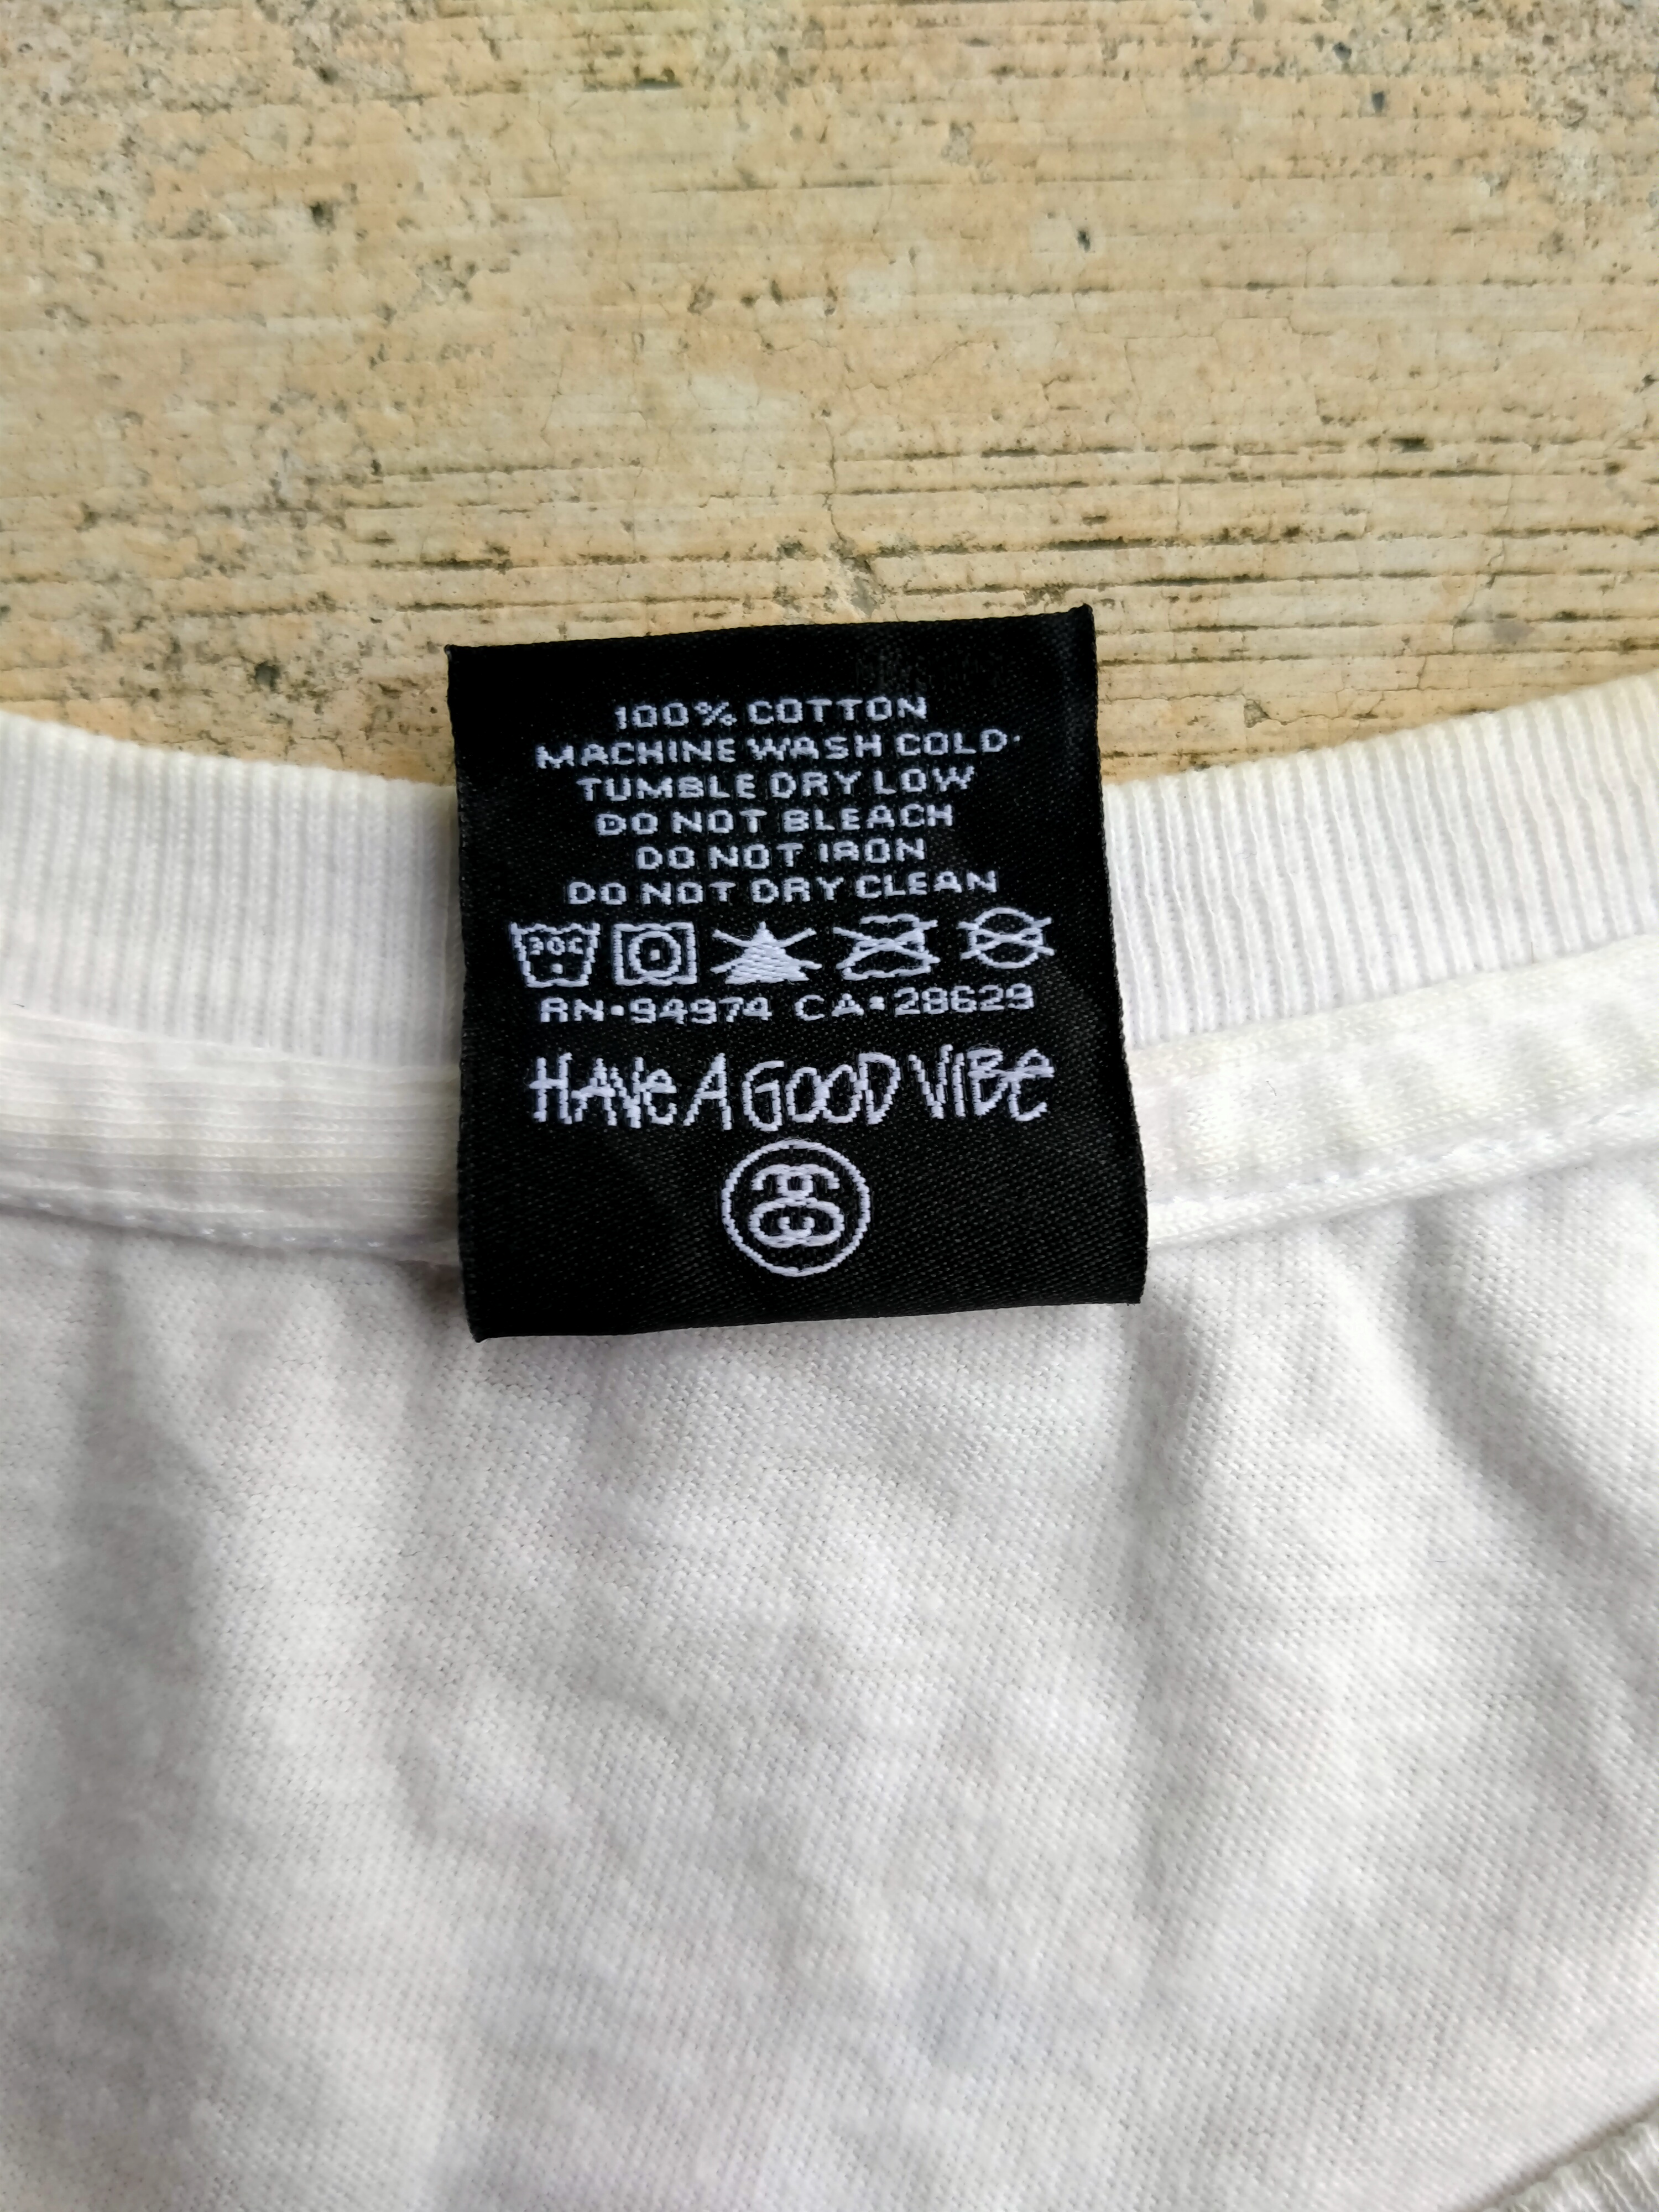 100% COTTON
MACHINE WASH COLD
TUMBLE DRY LOW
DO NOT BLEACH
DO NOT IRON
DO NOT DRY CLEAN
30C
RN•94974 CA•28629
HAVE A GOOD VIBE